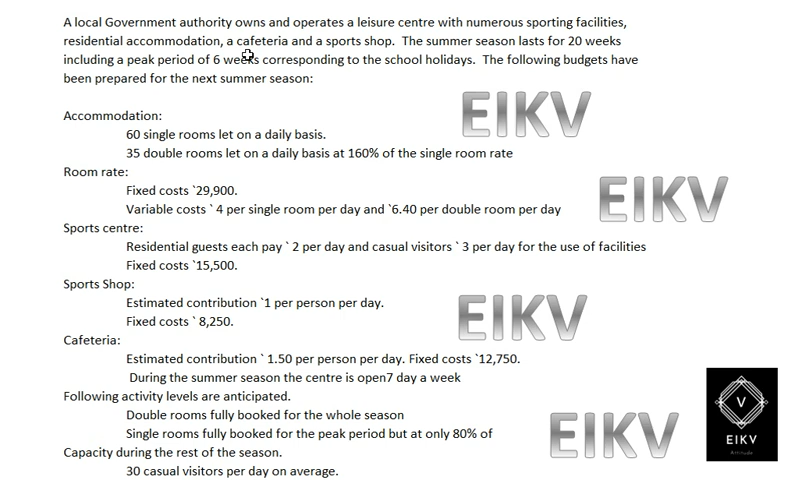 A local Government authority owns and operates a leisure centre with numerous sporting facilities,
residential accommodation, a cafeteria and a sports shop. The summer season lasts for 20 weeks
including a peak period of 6 weeks corresponding to the school holidays. The following budgets have
been prepared for the next summer season:
Accommodation:
60 single rooms let on a daily basis.
35 double rooms let on a daily basis at 160% of the single room rate
Room rate:
Fixed costs `29,900.
Variable costs ` 4 per single room per day and `6.40 per double room per day
Sports centre:
Residential guests each pay ` 2 per day and casual visitors ` 3 per day for the use of facilities
Fixed costs `15,500.
Sports Shop:
Estimated contribution `1 per person per day.
Fixed costs ` 8,250.
Cafeteria:
Estimated contribution ` 1.50 per person per day. Fixed costs `12,750.
During the summer season the centre is open7 day a week
Following activity levels are anticipated.
Double rooms fully booked for the whole season
Single rooms fully booked for the peak period but at only 80% of
Capacity during the rest of the season.
30 casual visitors per day on average.
EIKV
EIKV
EIKV
EIKV
V
EIKV
Attitude